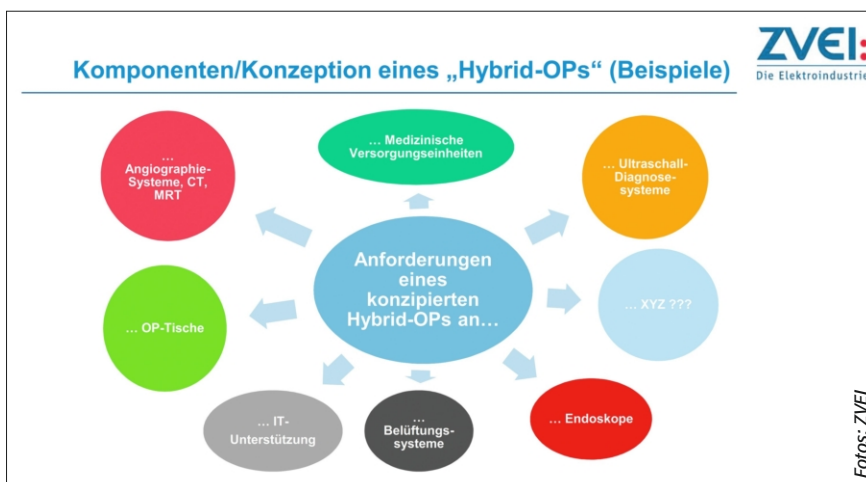 ZVEI:
Die Elektroindustrie
Komponenten/Konzeption eines „Hybrid-OPs“ (Beispiele)
… Medizinische
Versorgungseinheiten
…
Angiographie-
Systeme, CT,
MRT
… Ultraschall-
Diagnose-
systeme
Anforderungen
eines
konzipierten
Hybrid-OPs an…
… OP-Tische
… XYZ ???
… IT-
Unterstützung
…
Belüftungs-
systeme
… Endoskope
Fotos: ZVEI